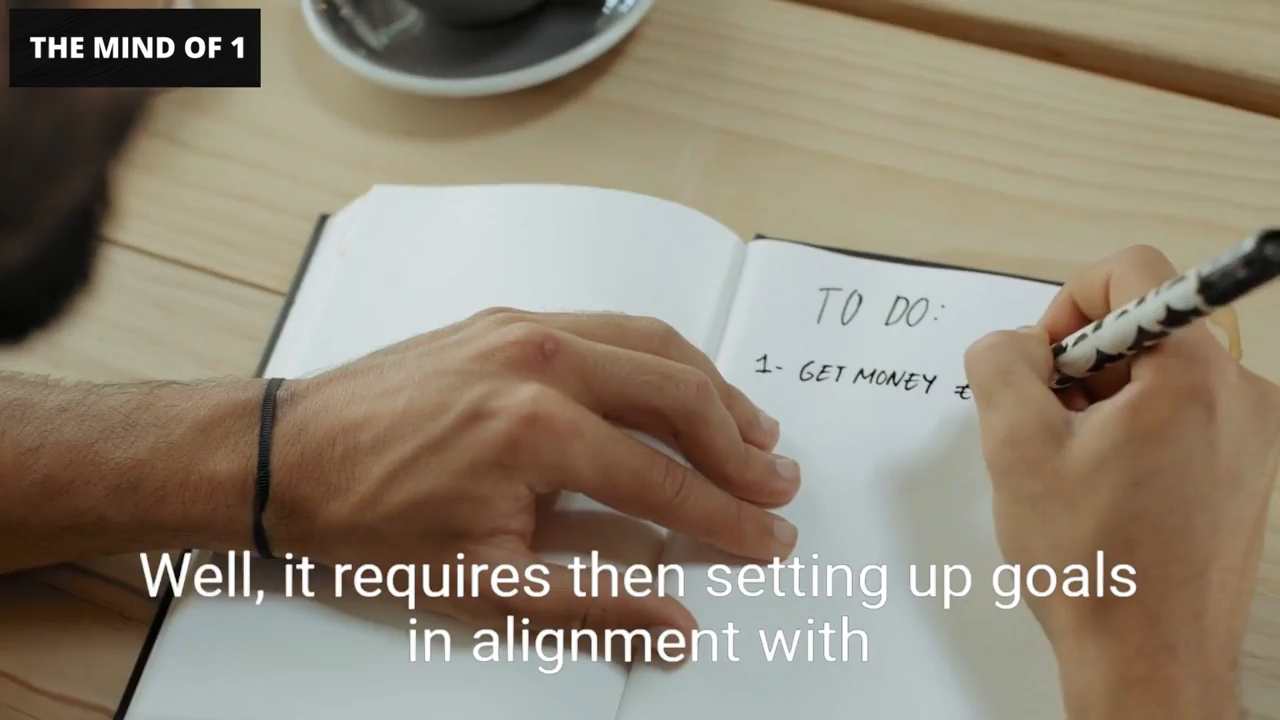 THE MIND OF 1
TO DO:
1- GET MONEY
Well, it requires then setting up goals
in alignment with